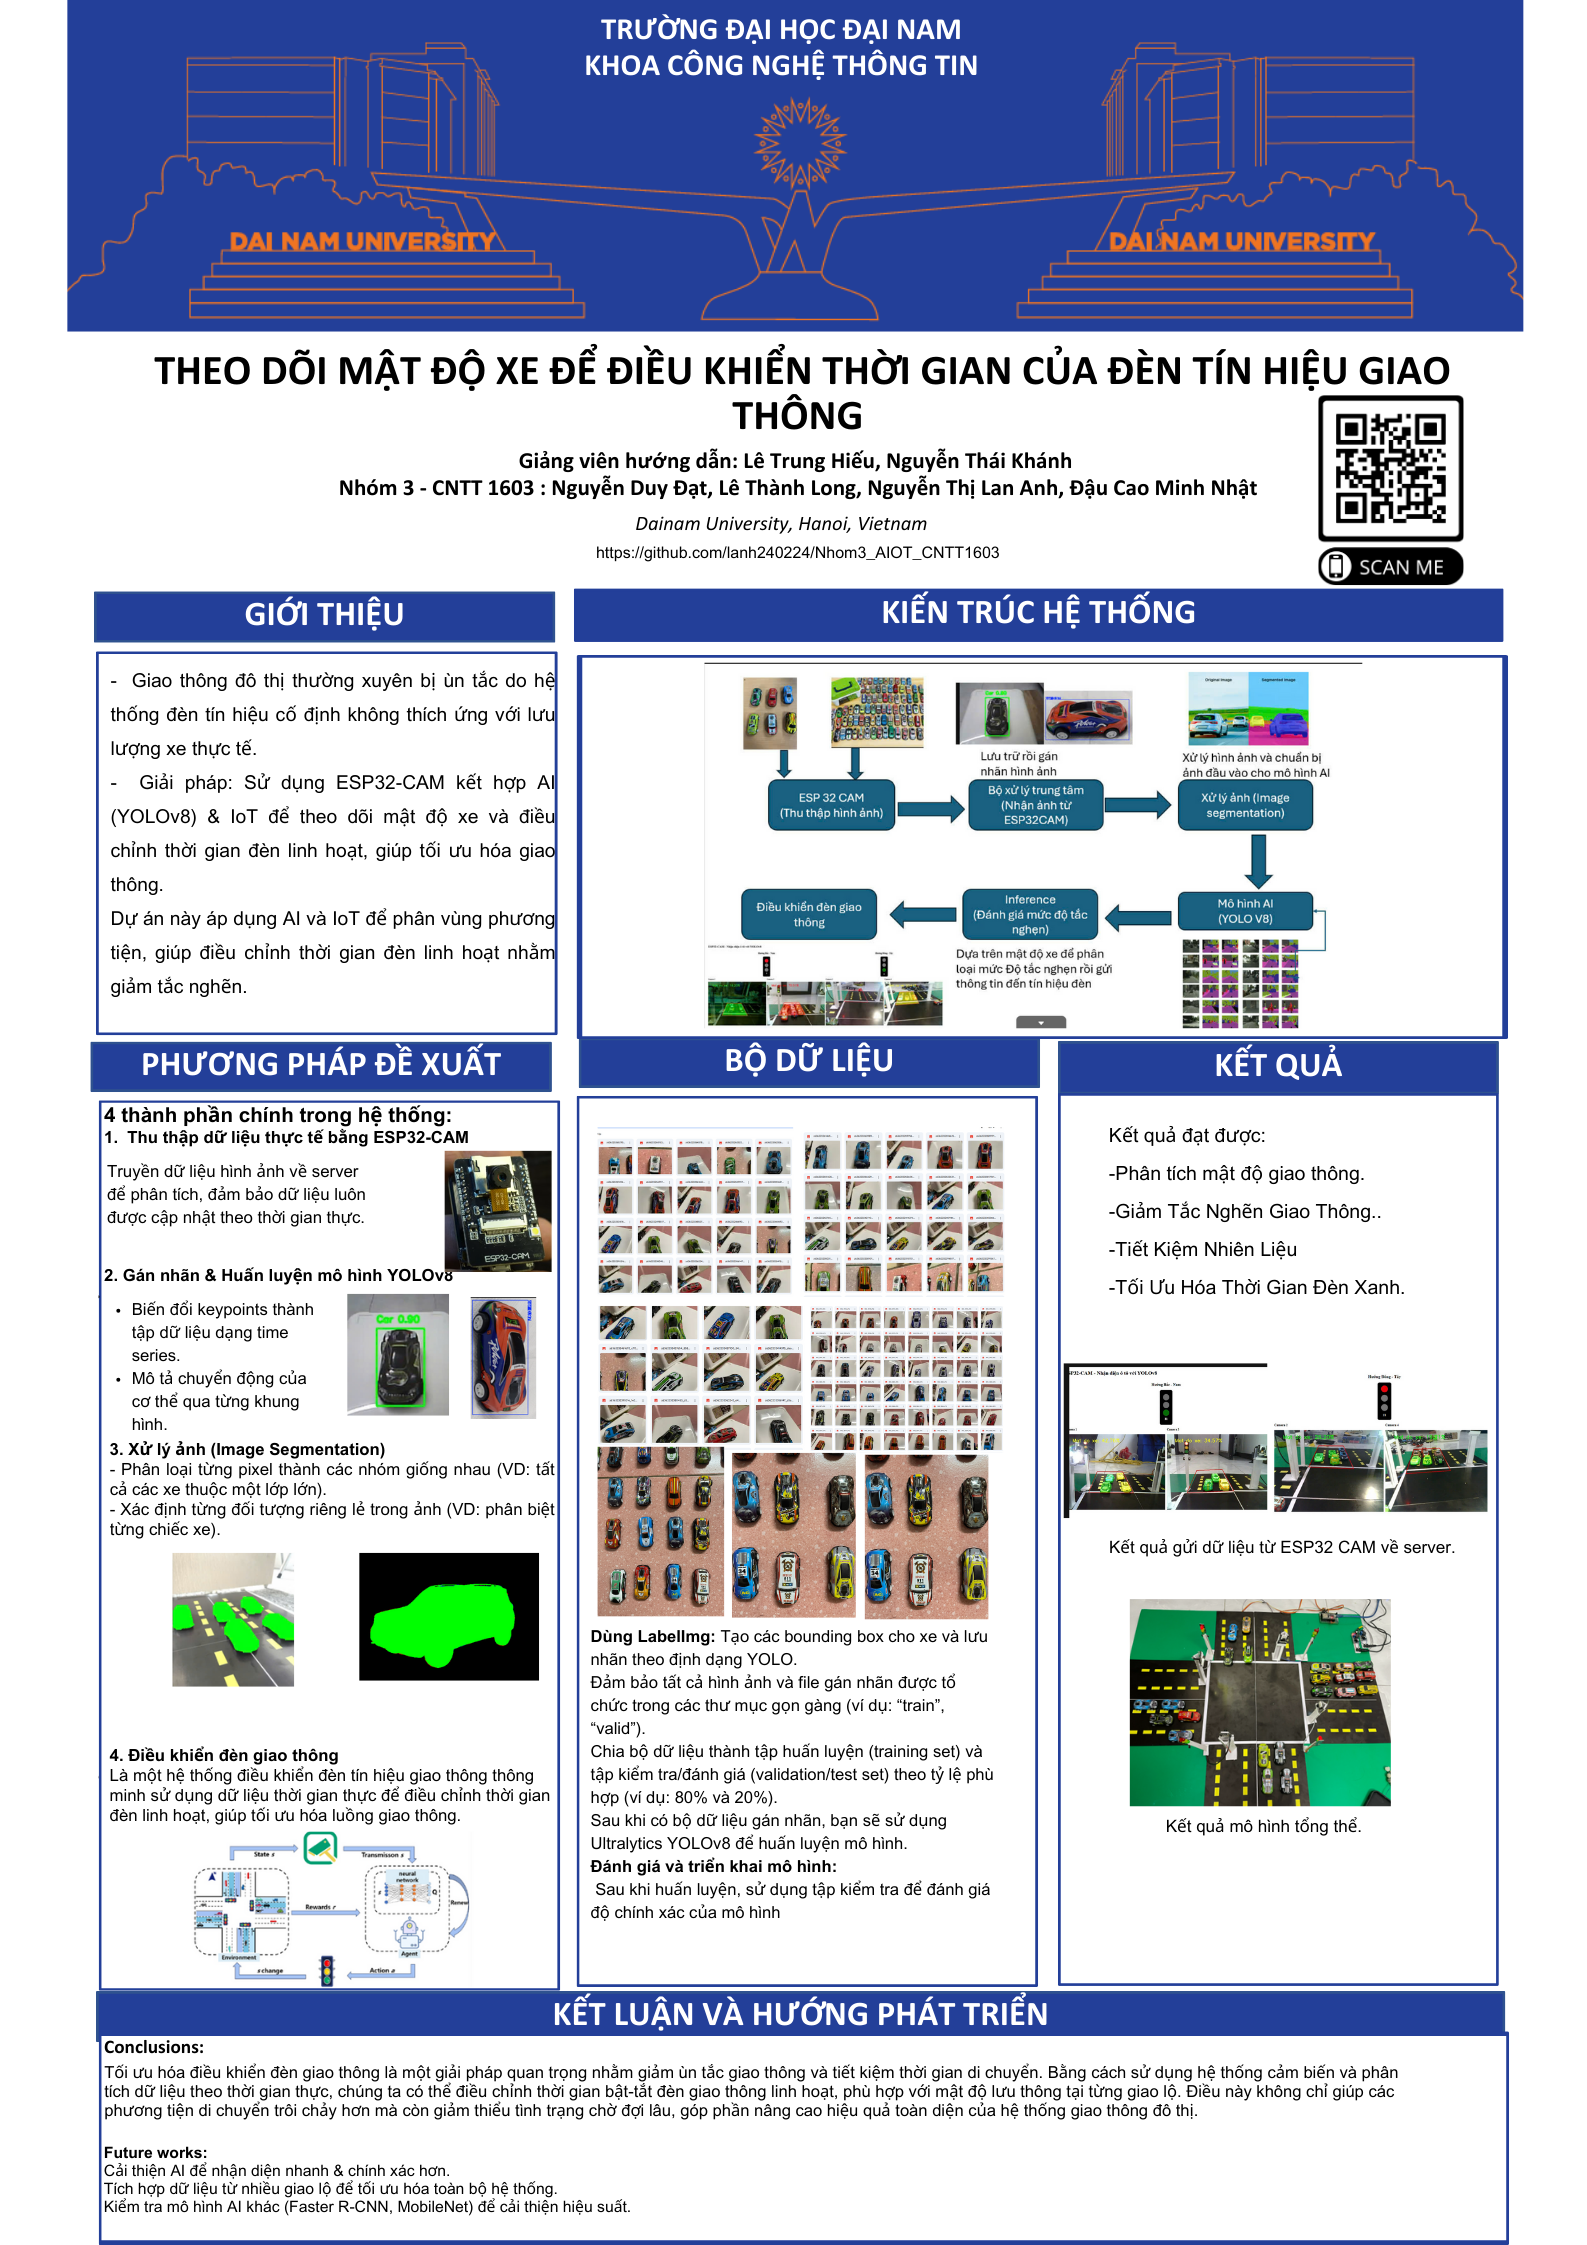 TRƯỜNG ĐẠI HỌC ĐẠI NAM
KHOA CÔNG NGHỆ THÔNG TIN
DAI NAM UNIVERSITY
DAI NAM UNIVERSITY
THEO DÕI MẬT ĐỘ XE ĐỂ ĐIỀU KHIỂN THỜI GIAN CỦA ĐÈN TÍN HIỆU GIAO
THÔNG
Giảng viên hướng dẫn: Lê Trung Hiếu, Nguyễn Thái Khánh
Nhóm 3 - CNTT 1603 : Nguyễn Duy Đạt, Lê Thành Long, Nguyễn Thị Lan Anh, Đậu Cao Minh Nhật
Dainam University, Hanoi, Vietnam
https://github.com/lanh240224/Nhom3_AIOT_CNTT1603
SCAN ME
GIỚI THIỆU
- Giao thông đô thị thường xuyên bị ùn tắc do hệ
thống đèn tín hiệu cố định không thích ứng với lưu
lượng xe thực tế.
- Giải pháp: Sử dụng ESP32-CAM kết hợp AI
(YOLOv8) & IoT để theo dõi mật độ xe và điều
chỉnh thời gian đèn linh hoạt, giúp tối ưu hóa giao
thông.
Dự án này áp dụng AI và IoT để phân vùng phương
tiện, giúp điều chỉnh thời gian đèn linh hoạt nhằm
giảm tắc nghẽn.
KIẾN TRÚC HỆ THỐNG
Car 0.90
Original Image
Segmented Image
Lưu trữ rồi gán
nhãn hình ảnh
Xử lý hình ảnh và chuẩn bị
ảnh đầu vào cho mô hình AI
ESP 32 CAM
(Thu thập hình ảnh)
Bộ xử lý trung tâm
(Nhận ảnh từ
ESP32CAM)
Xử lý ảnh (Image
segmentation)
Điều khiển đèn giao
thông
Inference
(Đánh giá mức độ tắc
nghẹn)
Mô hình AI
(YOLO V8)
Dựa trên mật độ xe để phân
loại mức Độ tắc nghẹn rồi gửi
thông tin đến tín hiệu đèn
PHƯƠNG PHÁP ĐỀ XUẤT
4 thành phần chính trong hệ thống:
1. Thu thập dữ liệu thực tế bằng ESP32-CAM
Truyền dữ liệu hình ảnh về server
để phân tích, đảm bảo dữ liệu luôn
được cập nhật theo thời gian thực.
ESP32-CAM
2. Gán nhãn & Huấn luyện mô hình YOLOv8
• Biến đổi keypoints thành
tập dữ liệu dạng time
series.
• Mô tả chuyển động của
cơ thể qua từng khung
hình.
Car 0.90
3. Xử lý ảnh (Image Segmentation)
- Phân loại từng pixel thành các nhóm giống nhau (VD: tất
cả các xe thuộc một lớp lớn).
- Xác định từng đối tượng riêng lẻ trong ảnh (VD: phân biệt
từng chiếc xe).
4. Điều khiển đèn giao thông
Là một hệ thống điều khiển đèn tín hiệu giao thông thông
minh sử dụng dữ liệu thời gian thực để điều chỉnh thời gian
đèn linh hoạt, giúp tối ưu hóa luồng giao thông.
State s
Transmisson s
neural
network
s
Q
Rewards r
Renew
Agent
Environment
s change
Action a
BỘ DỮ LIỆU
Dùng LabelImg: Tạo các bounding box cho xe và lưu
nhãn theo định dạng YOLO.
Đảm bảo tất cả hình ảnh và file gán nhãn được tổ
chức trong các thư mục gọn gàng (ví dụ: “train”,
“valid”).
Chia bộ dữ liệu thành tập huấn luyện (training set) và
tập kiểm tra/đánh giá (validation/test set) theo tỷ lệ phù
hợp (ví dụ: 80% và 20%).
Sau khi có bộ dữ liệu gán nhãn, bạn sẽ sử dụng
Ultralytics YOLOv8 để huấn luyện mô hình.
Đánh giá và triển khai mô hình:
Sau khi huấn luyện, sử dụng tập kiểm tra để đánh giá
độ chính xác của mô hình
KẾT QUẢ
Kết quả đạt được:
-Phân tích mật độ giao thông.
-Giảm Tắc Nghẽn Giao Thông..
-Tiết Kiệm Nhiên Liệu
-Tối Ưu Hóa Thời Gian Đèn Xanh.
P32-CAM - Nhận diện ô tô với YOLOv8
Hướng Bắc - Nam
Hướng Đông - Tây
Kết quả gửi dữ liệu từ ESP32 CAM về server.
Kết quả mô hình tổng thể.
KẾT LUẬN VÀ HƯỚNG PHÁT TRIỂN
Conclusions:
Tối ưu hóa điều khiển đèn giao thông là một giải pháp quan trọng nhằm giảm ùn tắc giao thông và tiết kiệm thời gian di chuyển. Bằng cách sử dụng hệ thống cảm biến và phân
tích dữ liệu theo thời gian thực, chúng ta có thể điều chỉnh thời gian bật-tắt đèn giao thông linh hoạt, phù hợp với mật độ lưu thông tại từng giao lộ. Điều này không chỉ giúp các
phương tiện di chuyển trôi chảy hơn mà còn giảm thiểu tình trạng chờ đợi lâu, góp phần nâng cao hiệu quả toàn diện của hệ thống giao thông đô thị.
Future works:
Cải thiện AI để nhận diện nhanh & chính xác hơn.
Tích hợp dữ liệu từ nhiều giao lộ để tối ưu hóa toàn bộ hệ thống.
Kiểm tra mô hình AI khác (Faster R-CNN, MobileNet) để cải thiện hiệu suất.